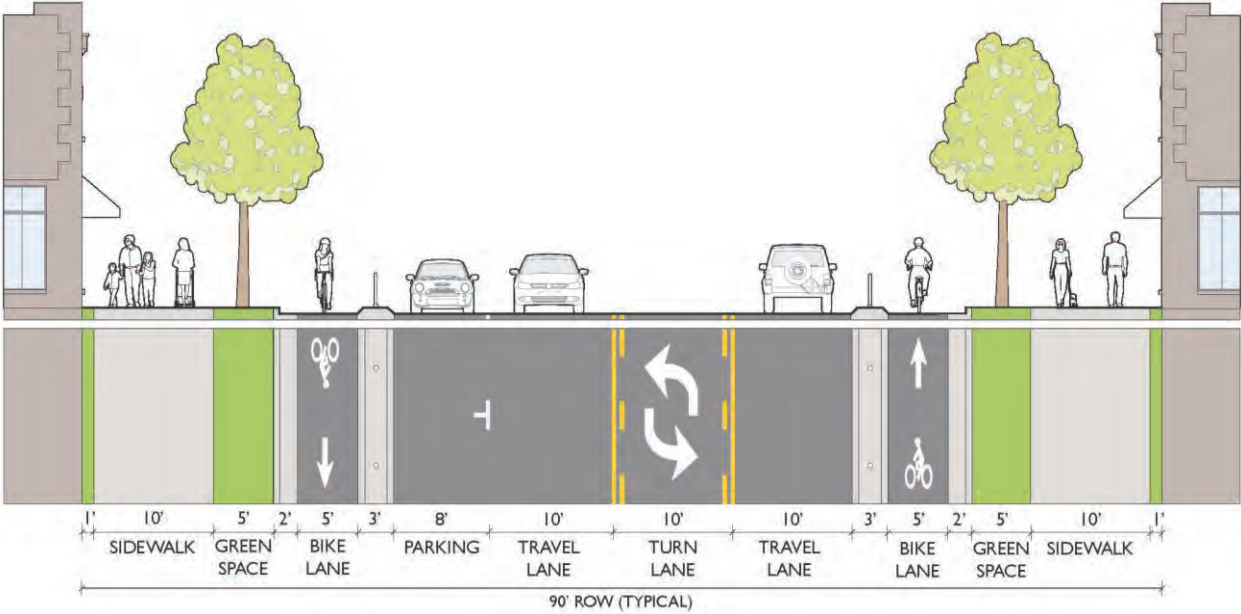 1' 10' 5' 2' 5' 3' 8' 10' 10' 10' 3' 5' 2' 5' 10' 1'
SIDEWALK GREEN SPACE BIKE LANE PARKING TRAVEL LANE TURN LANE TRAVEL LANE BIKE LANE GREEN SPACE SIDEWALK
90' ROW (TYPICAL)